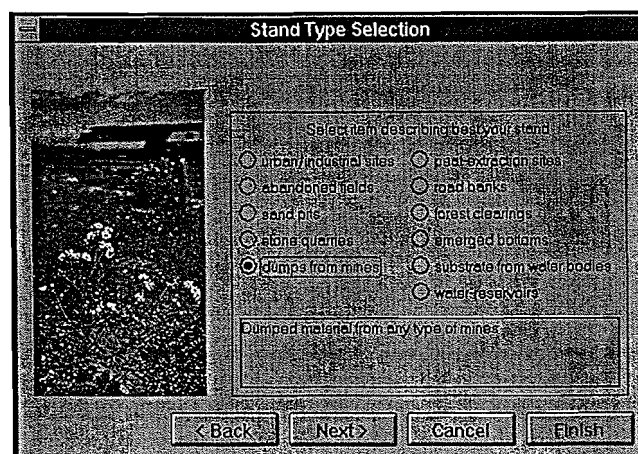 Stand Type Selection
Select item describing best your stand
urban/industrial sites
abandoned fields
sand pits
stone quarries
dumps from mines
peat extraction sites
road banks
forest clearings
emerged bottoms
substrate from water bodies
water reservoirs
Dumped material from any type of mines
<Back
Next>
Cancel
Finish